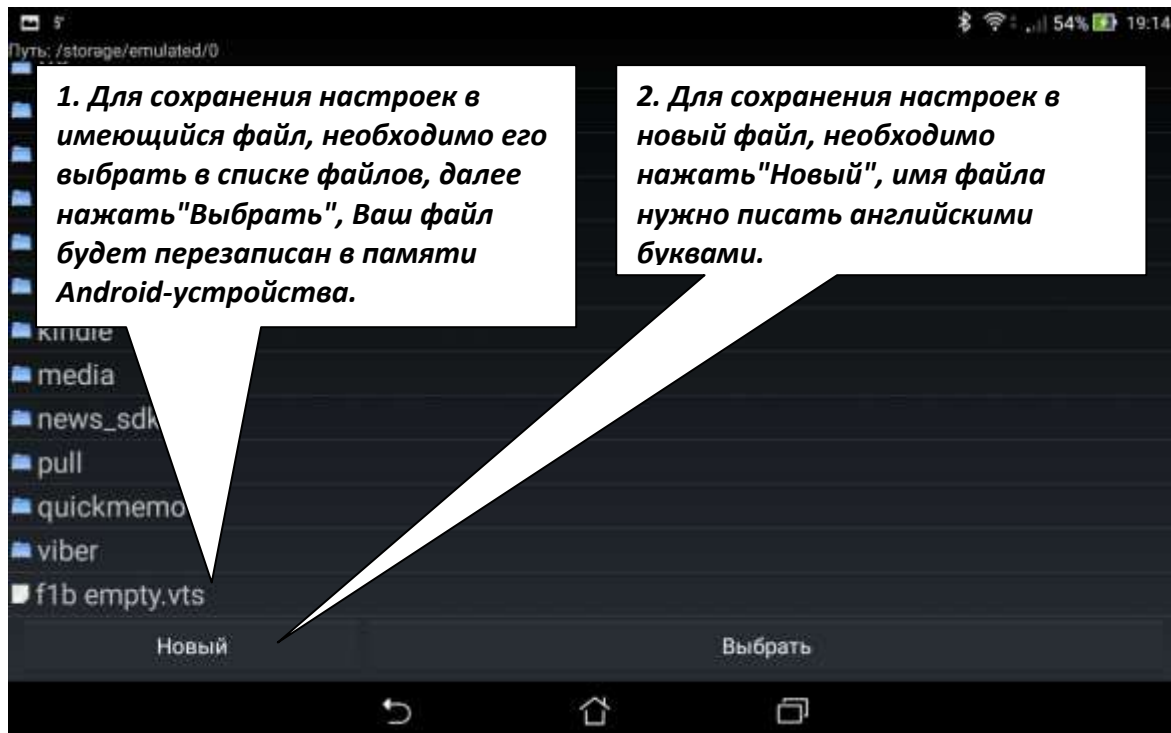 5°
54% 19:14
Путь: /storage/emulated/0
1. Для сохранения настроек в
имеющийся файл, необходимо его
выбрать в списке файлов, далее
нажать"Выбрать", Ваш файл
будет перезаписан в памяти
Android-устройства.
2. Для сохранения настроек в
новый файл, необходимо
нажать"Новый", имя файла
нужно писать английскими
буквами.
kindle
media
news_sdk
pull
quickmemo
viber
f1b empty.vts
Новый
Выбрать